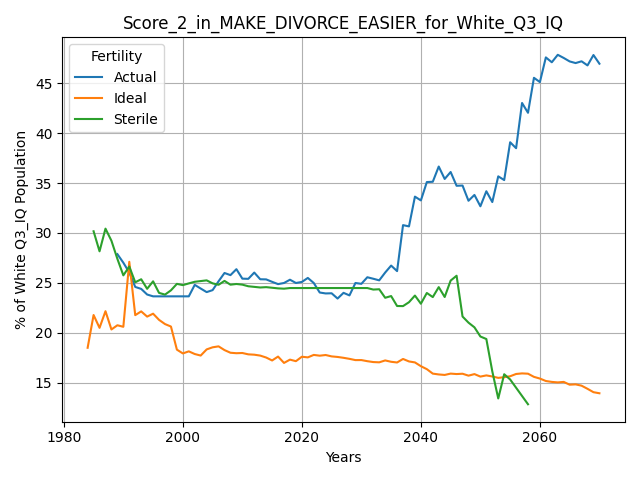 Score_2_in_MAKE_DIVORCE_EASIER_for_White_Q3_IQ
Fertility
Actual
Ideal
Sterile
% of White Q3_IQ Population
45
40
35
30
25
20
15
1980
2000
2020
2040
2060
Years